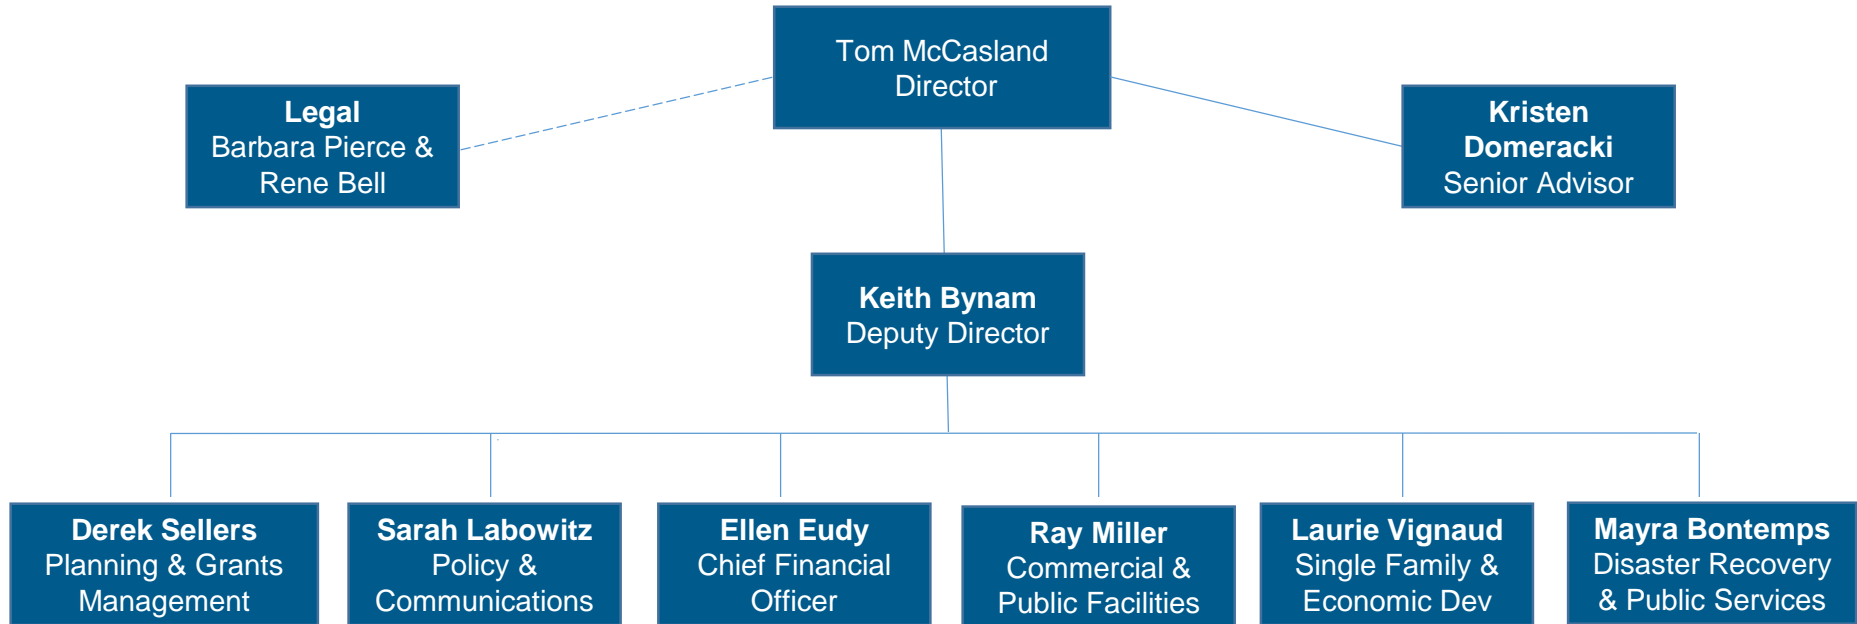 Tom McCasland
Director
Legal
Barbara Pierce &
Rene Bell
Kristen
Domeracki
Senior Advisor
Keith Bynam
Deputy Director
Derek Sellers
Planning & Grants
Management
Sarah Labowitz
Policy &
Communications
Ellen Eudy
Chief Financial
Officer
Ray Miller
Commercial &
Public Facilities
Laurie Vignaud
Single Family &
Economic Dev
Mayra Bontemps
Disaster Recovery
& Public Services